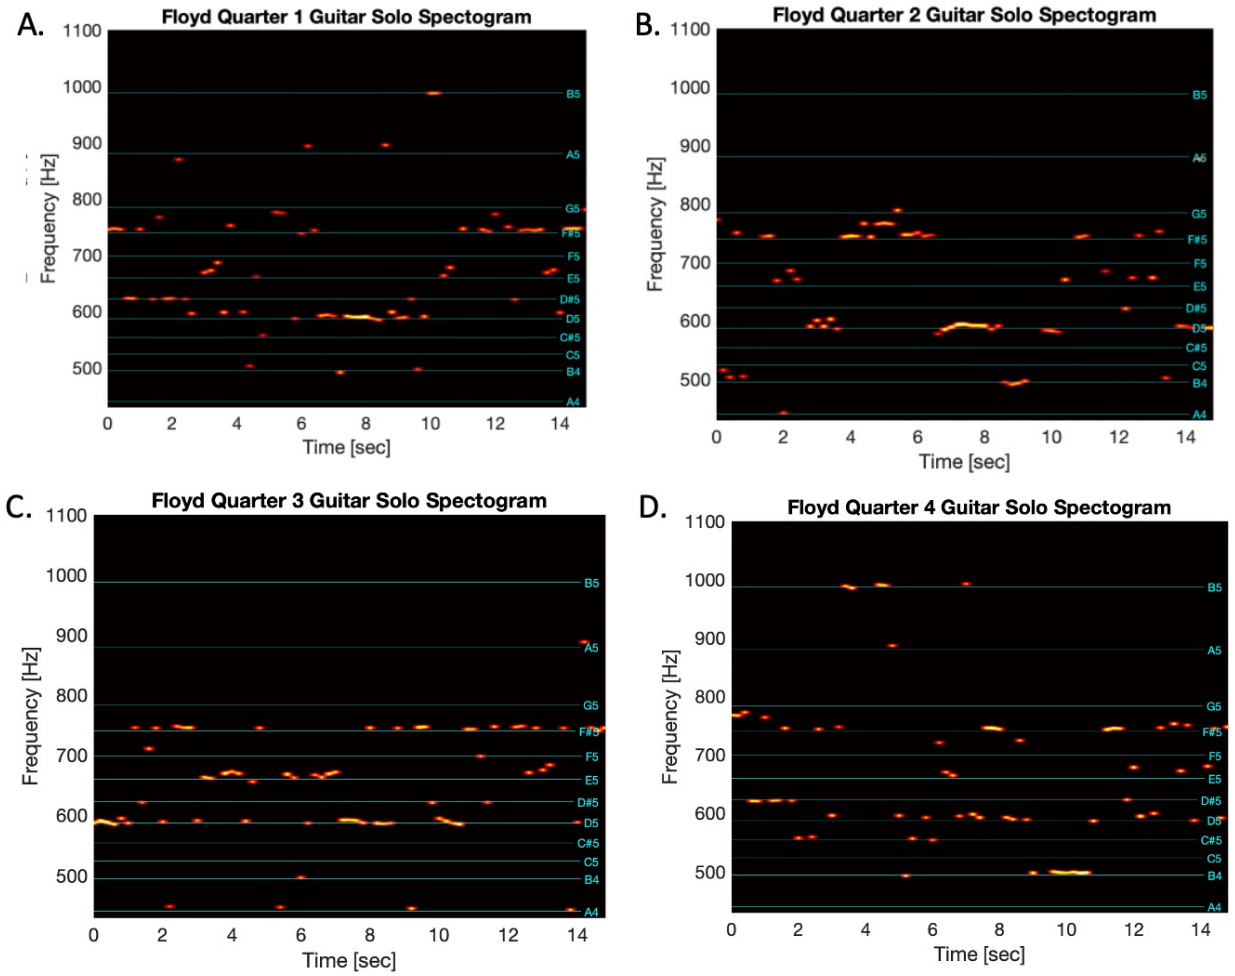 A.
Floyd Quarter 1 Guitar Solo Spectogram
1100
1000
900
800
700
600
500
Frequency [Hz]
B5
A5
G5
F#5
F5
E5
D#5
D5
C#5
C5
B4
A4
0 2 4 6 8 10 12 14
Time [sec]
B.
Floyd Quarter 2 Guitar Solo Spectogram
1100
1000
900
800
700
600
500
Frequency [Hz]
B5
A5
G5
F#5
F5
E5
D#5
D5
C#5
C5
B4
A4
0 2 4 6 8 10 12 14
Time [sec]
C.
Floyd Quarter 3 Guitar Solo Spectogram
1100
1000
900
800
700
600
500
Frequency [Hz]
B5
A5
G5
F#5
F5
E5
D#5
D5
C#5
C5
B4
A4
0 2 4 6 8 10 12 14
Time [sec]
D.
Floyd Quarter 4 Guitar Solo Spectogram
1100
1000
900
800
700
600
500
Frequency [Hz]
B5
A5
G5
F#5
F5
E5
D#5
D5
C#5
C5
B4
A4
0 2 4 6 8 10 12 14
Time [sec]